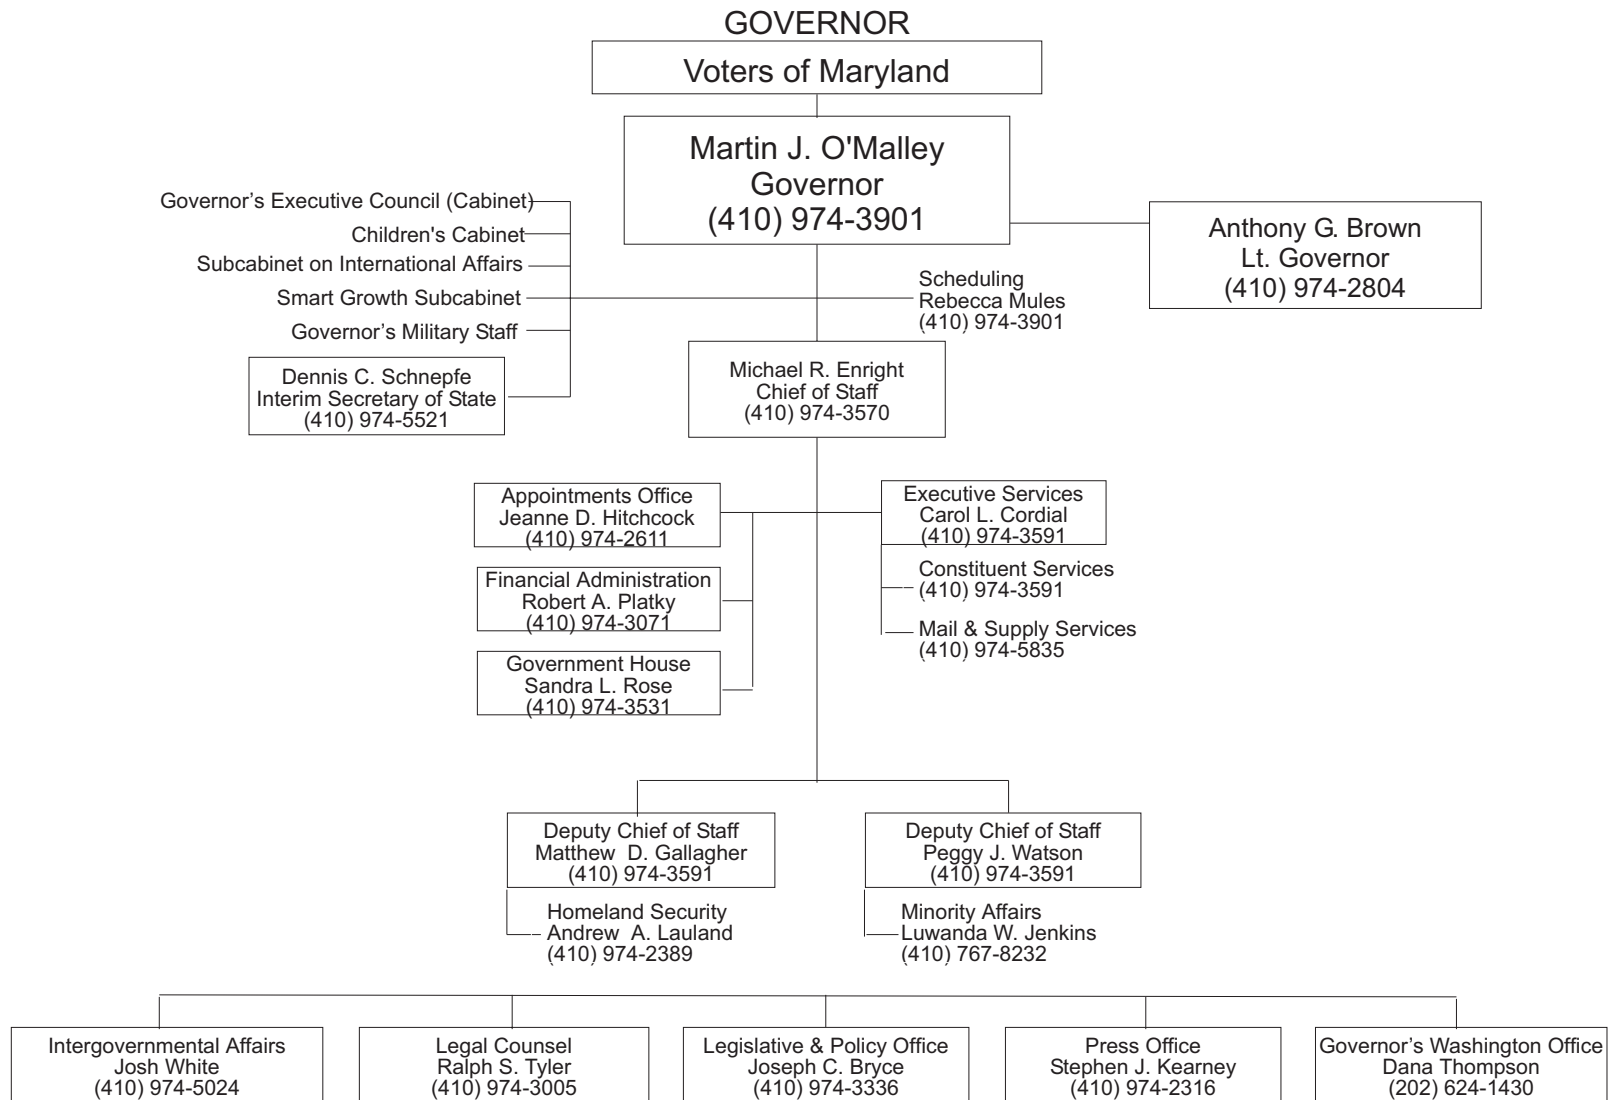 GOVERNOR
Voters of Maryland
Martin J. O'Malley
Governor
(410) 974-3901
Anthony G. Brown
Lt. Governor
(410) 974-2804
Governor’s Executive Council (Cabinet)
Children's Cabinet
Subcabinet on International Affairs
Smart Growth Subcabinet
Governor’s Military Staff
Dennis C. Schnepfe
Interim Secretary of State
(410) 974-5521
Scheduling
Rebecca Mules
(410) 974-3901
Michael R. Enright
Chief of Staff
(410) 974-3570
Appointments Office
Jeanne D. Hitchcock
(410) 974-2611
Financial Administration
Robert A. Platky
(410) 974-3071
Government House
Sandra L. Rose
(410) 974-3531
Executive Services
Carol L. Cordial
(410) 974-3591
Constituent Services
(410) 974-3591
Mail & Supply Services
(410) 974-5835
Deputy Chief of Staff
Matthew D. Gallagher
(410) 974-3591
Homeland Security
Andrew A. Lauland
(410) 974-2389
Deputy Chief of Staff
Peggy J. Watson
(410) 974-3591
Minority Affairs
Luwanda W. Jenkins
(410) 767-8232
Intergovernmental Affairs
Josh White
(410) 974-5024
Legal Counsel
Ralph S. Tyler
(410) 974-3005
Legislative & Policy Office
Joseph C. Bryce
(410) 974-3336
Press Office
Stephen J. Kearney
(410) 974-2316
Governor’s Washington Office
Dana Thompson
(202) 624-1430